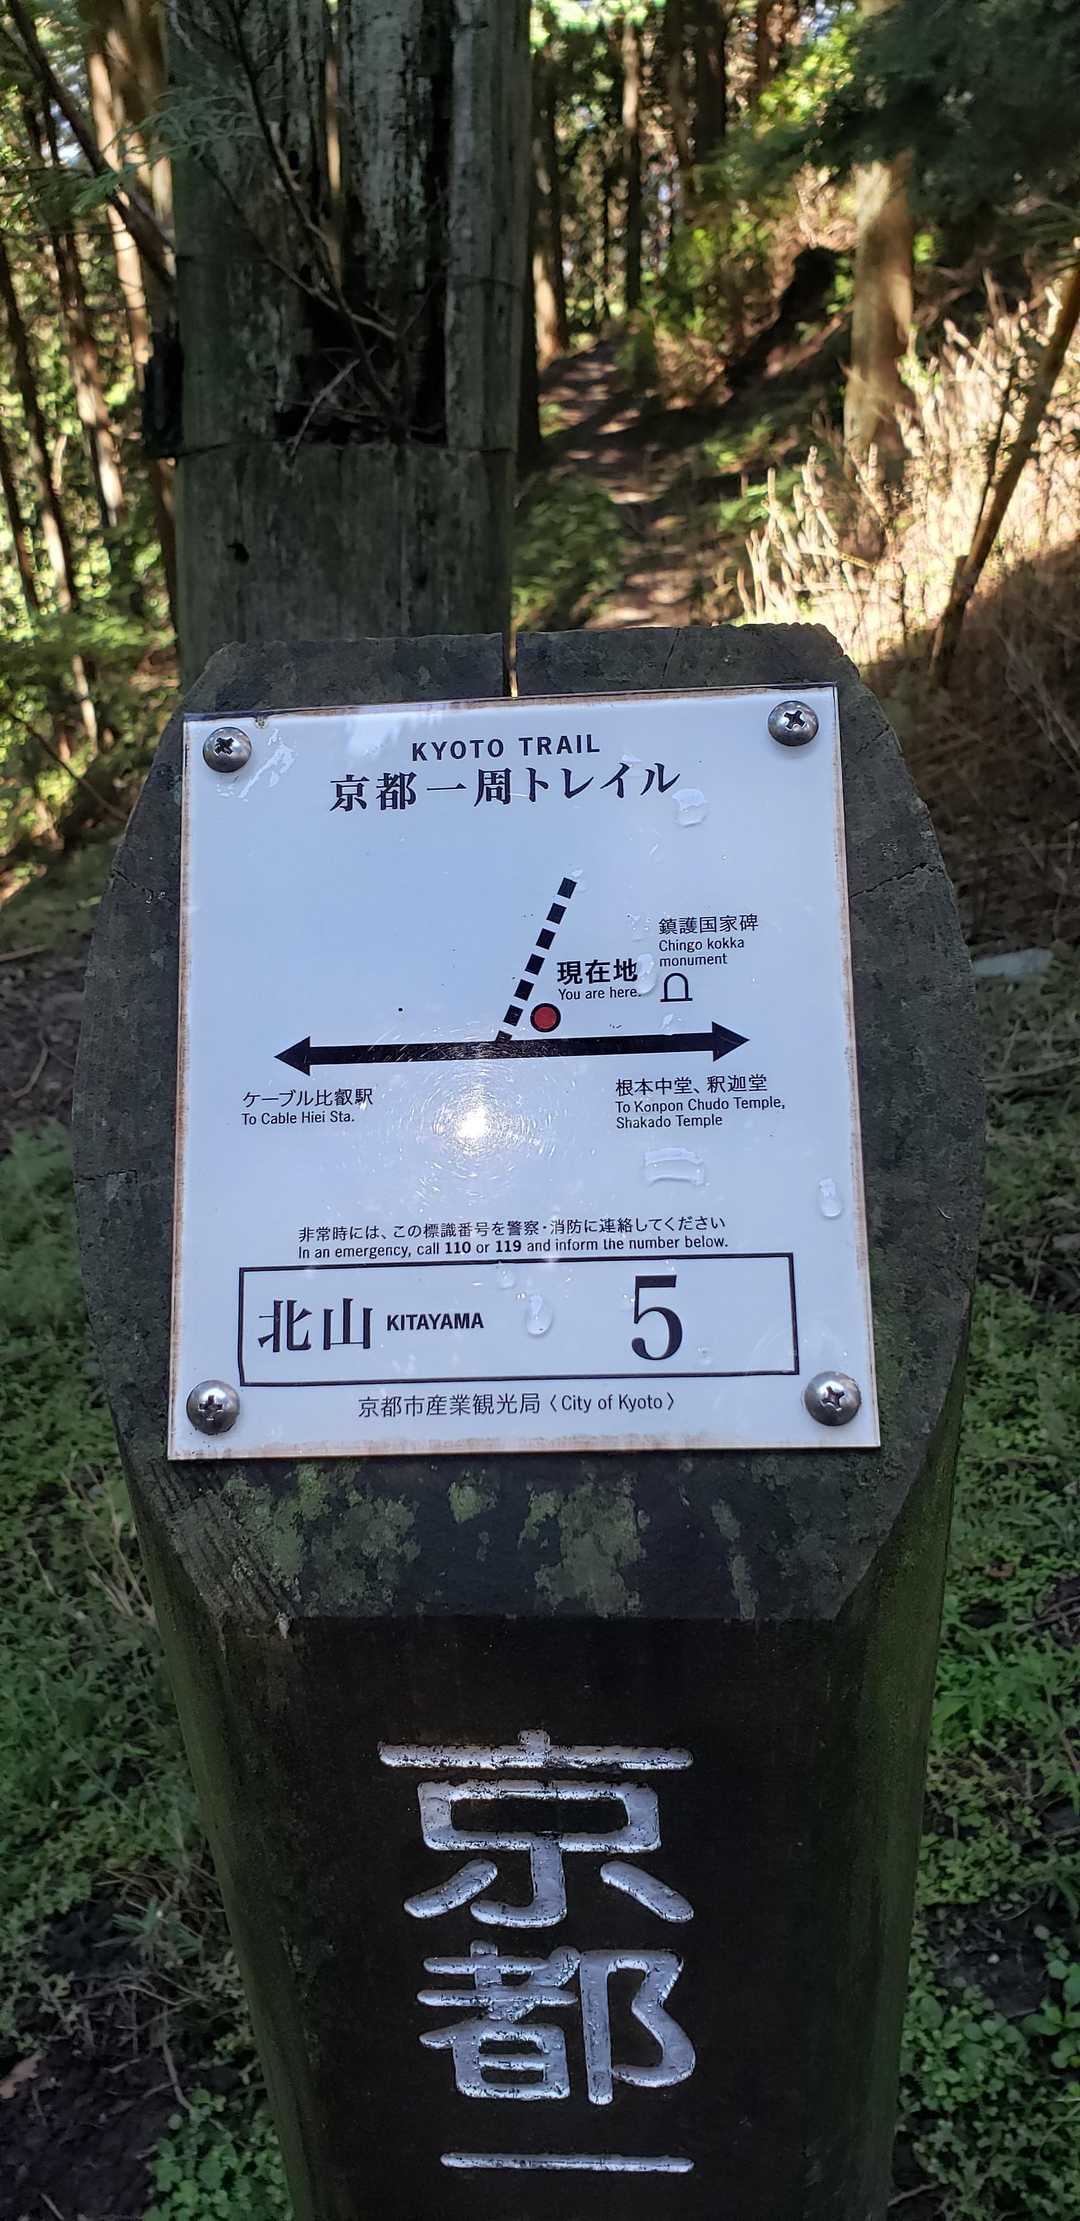 KYOTO TRAIL
京都一周トレイル
鎮護国家碑
Chingo kokka
monument
現在地
You are here.
ケーブル比叡駅
To Cable Hiei Sta.
根本中堂、釈迦堂
To Konpon Chudo Temple,
Shakado Temple
非常時には、この標識番号を警察・消防に連絡してください
In an emergency, call 110 or 119 and inform the number below.
北山 KITAYAMA 5
京都市産業観光局〈City of Kyoto〉
京
都
一